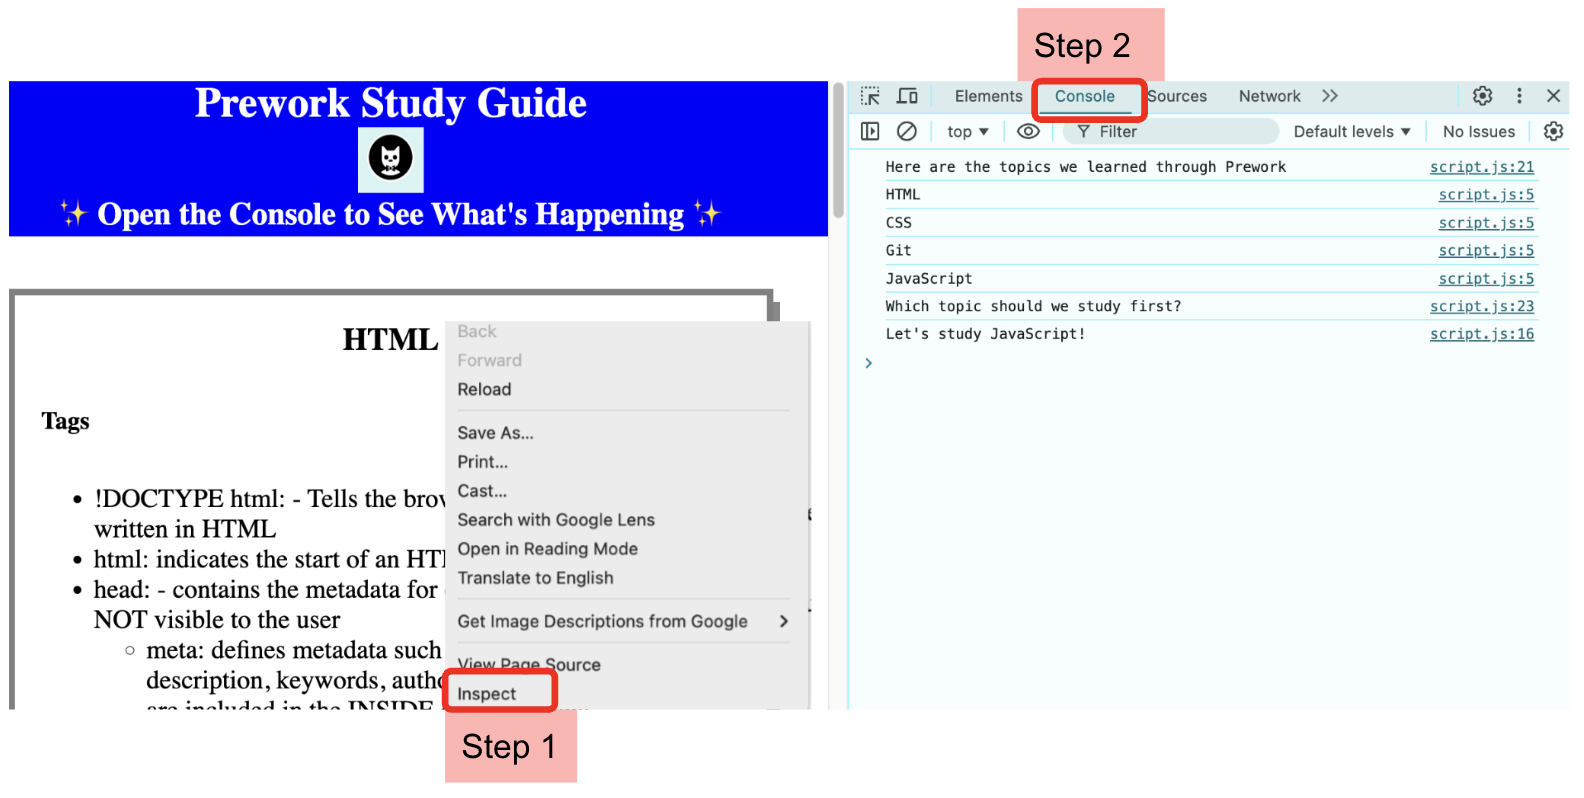 Step 2
Prework Study Guide
✨ Open the Console to See What's Happening ✨
HTML
Tags
!DOCTYPE html: - Tells the
written in HTML
html: indicates the start of an
head: - contains the metadata for
NOT visible to the user
meta: defines metadata such
description, keywords,
are included in the INSIDE
Back
Forward
Reload
Save As...
Print...
Cast...
Search with Google Lens
Open in Reading Mode
Translate to English
Get Image Descriptions from Google
View Page Source
Inspect
Step 1
Elements Console Sources Network
top Filter Default levels No Issues
Here are the topics we learned through Prework script.js:21
HTML script.js:5
CSS script.js:5
Git script.js:5
JavaScript script.js:5
Which topic should we study first? script.js:23
Let's study JavaScript! script.js:16